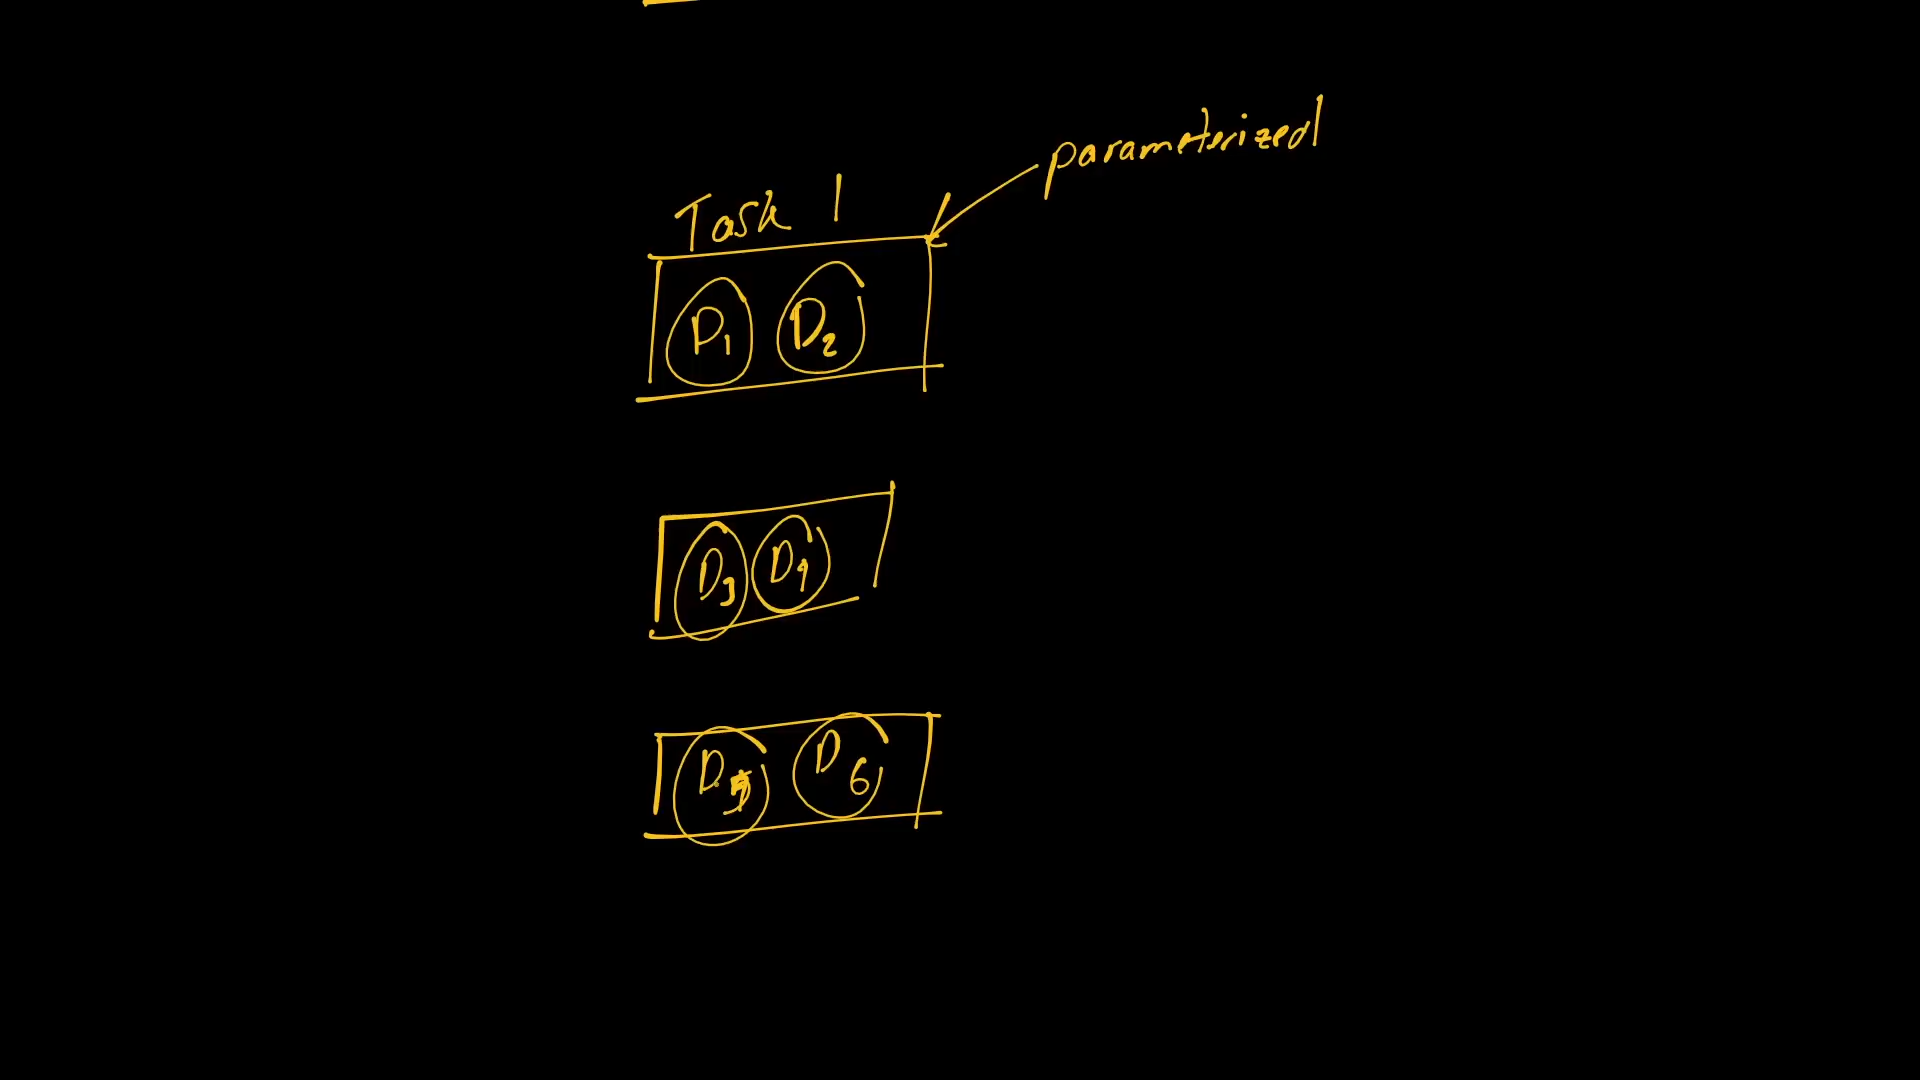 parameterized
Task 1
D1 D2
D3 D4
D5 D6